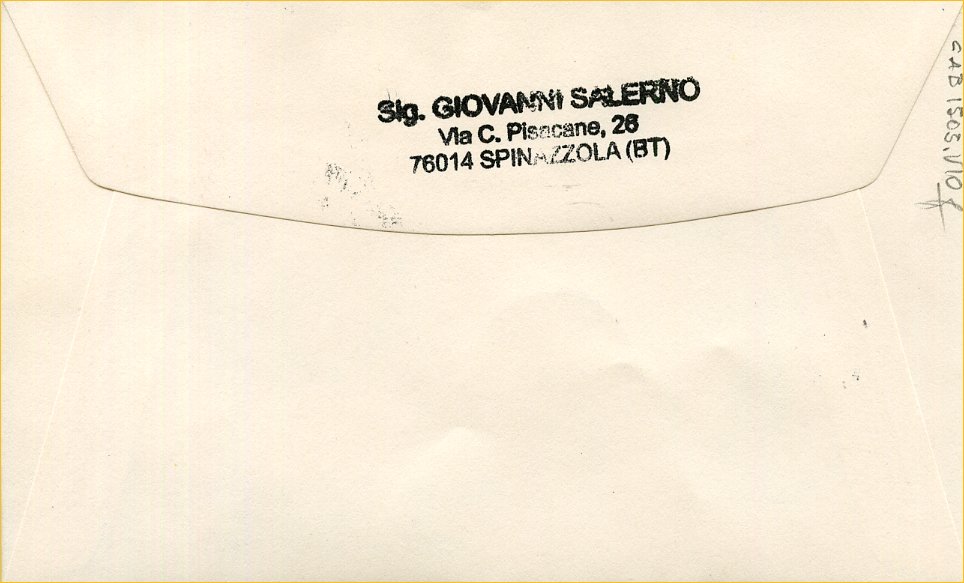 Sig. GIOVANNI SALERNO
Via C. Pisacane, 26
76014 SPINAZZOLA (BT)